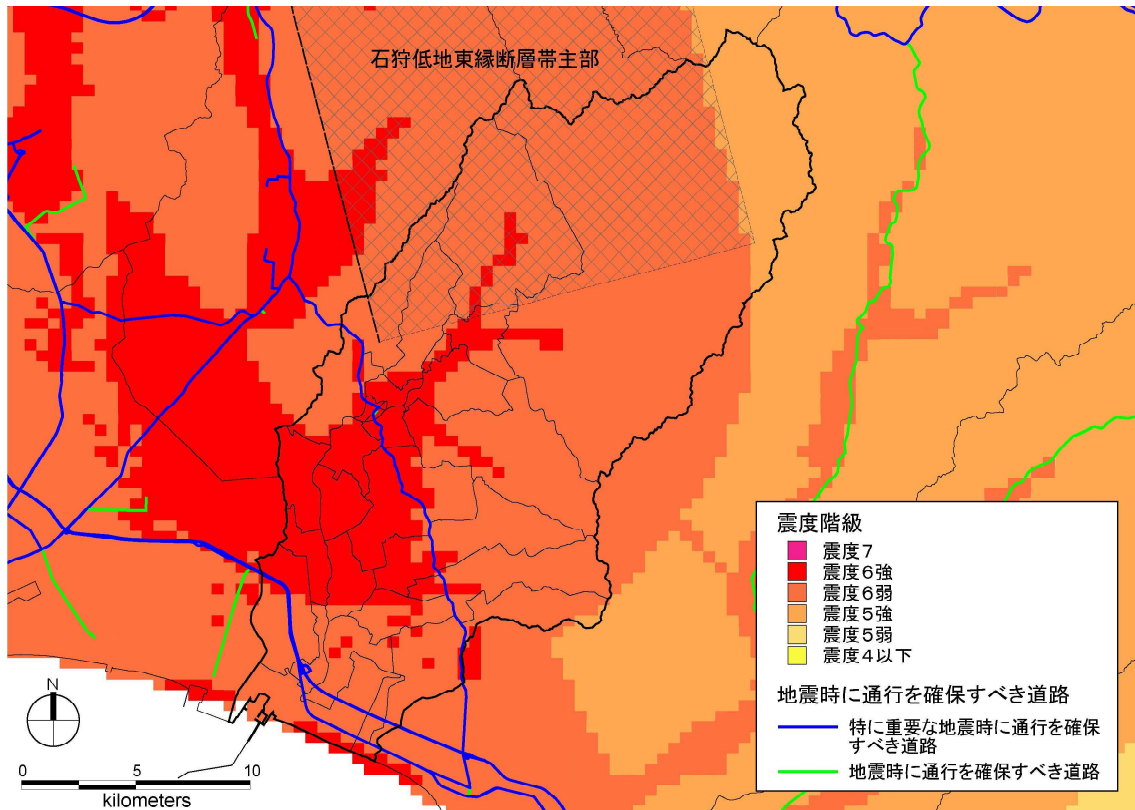 石狩低地東縁断層帯主部
震度階級
震度7
震度6強
震度6弱
震度5強
震度5弱
震度4以下
地震時に通行を確保すべき道路
特に重要な地震時に通行を確保
すべき道路
地震時に通行を確保すべき道路
N
0 5 10
kilometers